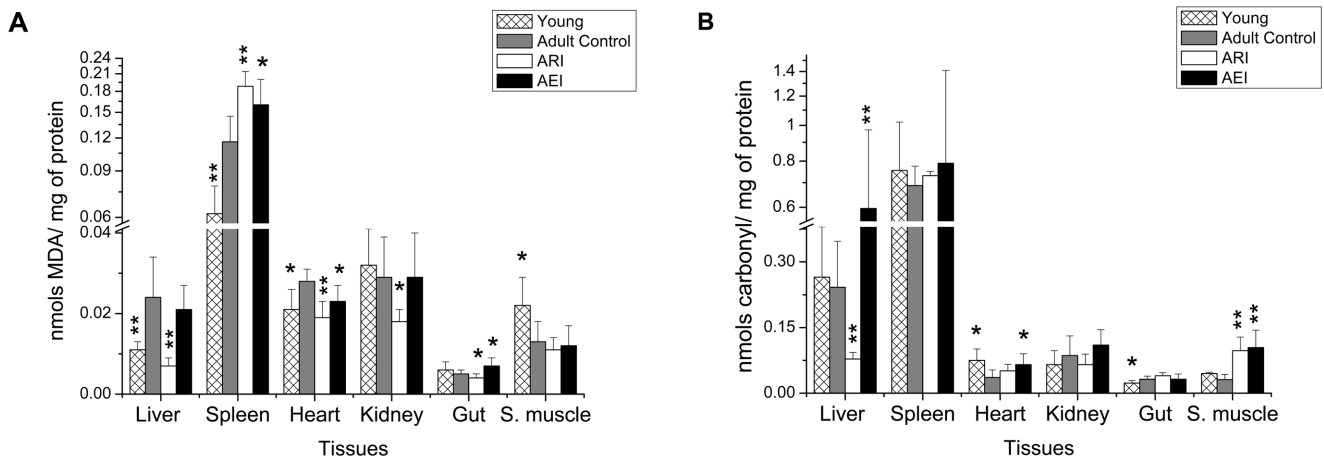 A
Young
Adult Control
ARI
AEI
nmols MDA/ mg of protein
0.24
0.21
0.18
0.15
0.12
0.09
0.06
0.04
0.02
0.00
**
**
**
**
*
*
**
*
*
*
*
*
Liver
Spleen
Heart
Kidney
Gut
S. muscle
Tissues
B
Young
Adult Control
ARI
AEI
nmols carbonyl/ mg of protein
1.4
1.2
1
0.8
0.6
0.30
0.15
0.00
**
**
*
*
*
**
**
Liver
Spleen
Heart
Kidney
Gut
S. muscle
Tissues